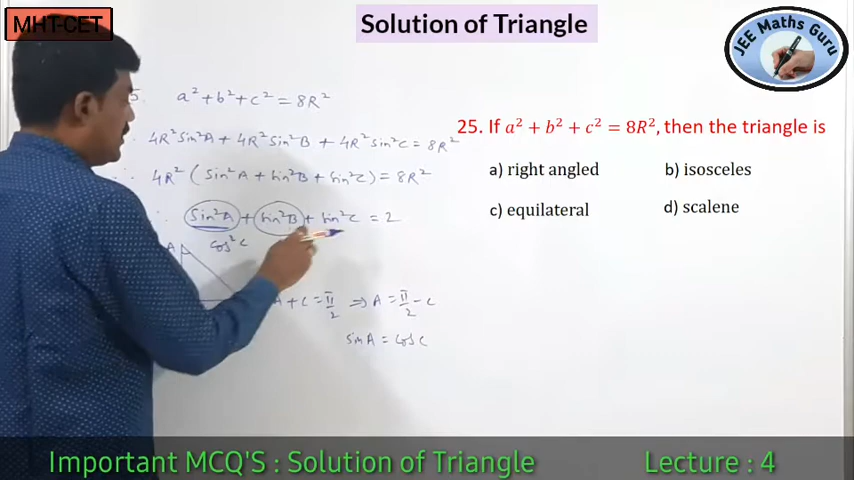 MHT-CET
Solution of Triangle
JEE Maths Guru
a² + b² + c² = 8R²
4R² Sin²A + 4R² Sin²B + 4R² Sin²C = 8R²
∴ 4R² (Sin²A + Sin²B + Sin²C) = 8R²
∴ Sin²A + Sin²B + Sin²C = 2
Cos²C
A
A + C = π/2 ⇒ A = π/2 - C
Sin A = Cos C
25. If a² + b² + c² = 8R², then the triangle is
a) right angled b) isosceles
c) equilateral d) scalene
Important MCQ'S : Solution of Triangle Lecture : 4